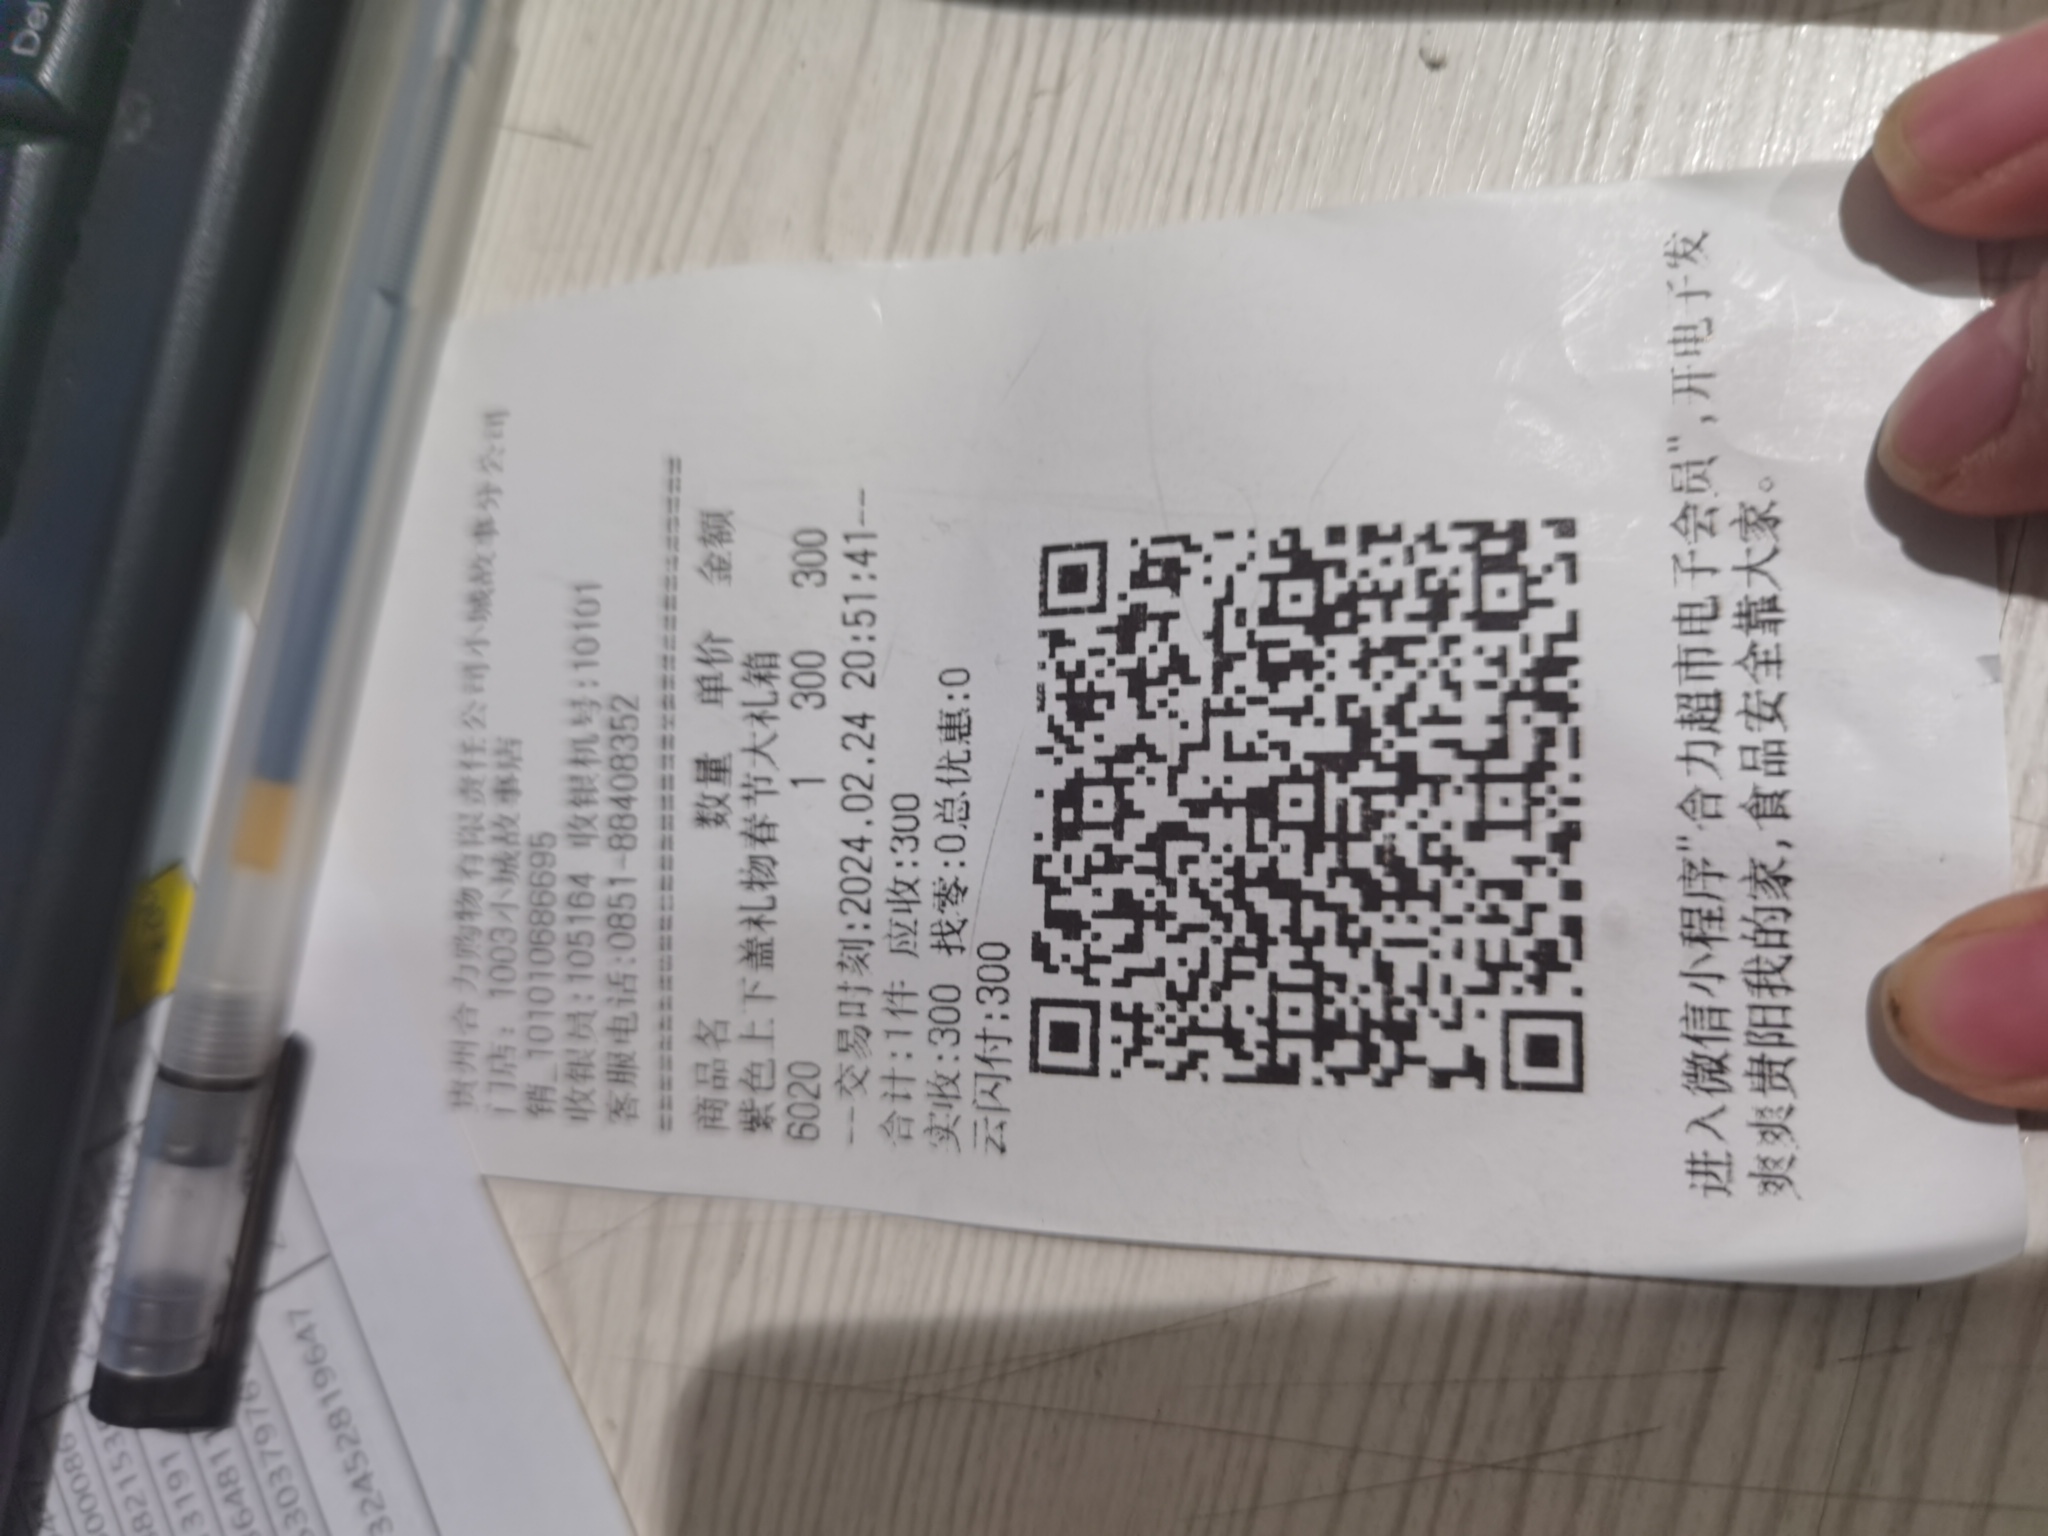 贵州合力购物有限责任公司小城故事分公司
门店: 1003小城故事店
销_10101010686695
收银员:105164 收银机号:10101
客服电话:0851-88408352
商品名 数量 单价 金额
紫色上下盖礼物春节大礼箱
6020 1 300 300
--交易时刻:2024.02.24 20:51:41--
合计:1件 应收:300
实收:300 找零:0总优惠:0
云闪付:300
进入微信小程序"合力超市电子会员",开电子发
爽爽贵阳我的家,食品安全靠大家。
32452819647